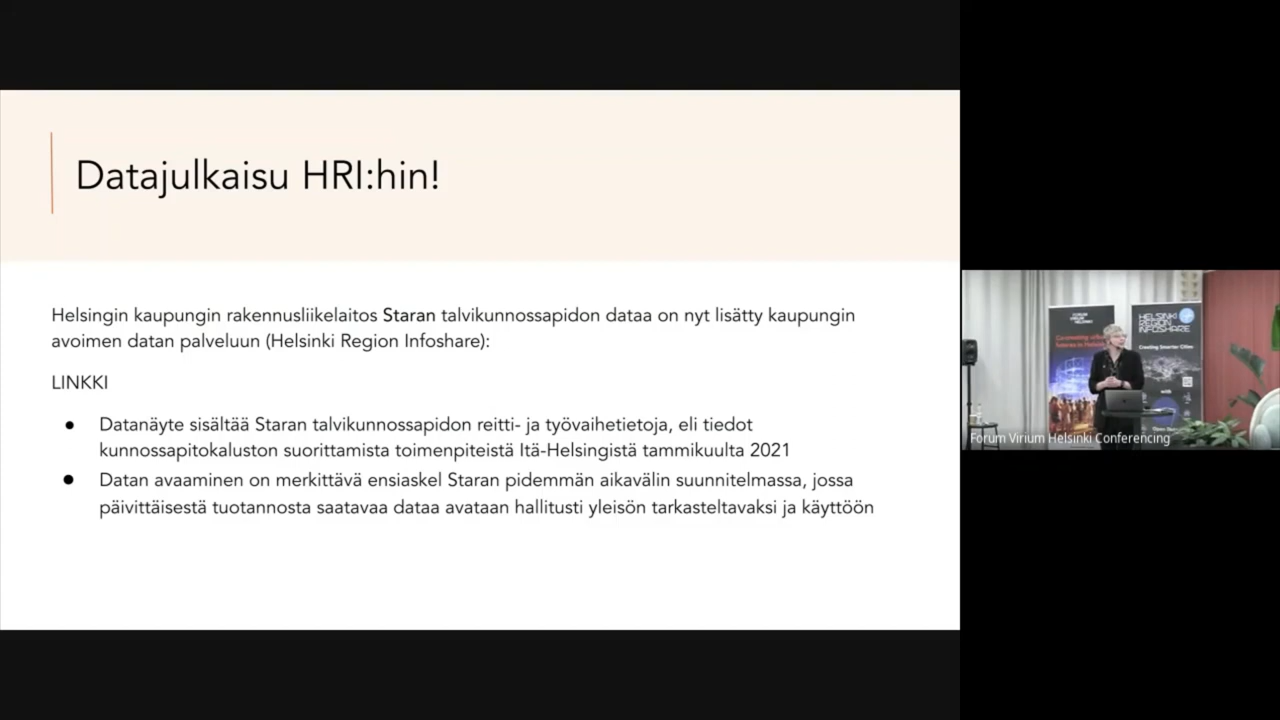 Datajulkaisu HRI:hin!
Helsingin kaupungin rakennusliikelaitos Staran talvikunnossapidon dataa on nyt lisätty kaupungin
avoimen datan palveluun (Helsinki Region Infoshare):
LINKKI
● Datanäyte sisältää Staran talvikunnossapidon reitti- ja työvaihetietoja, eli tiedot
kunnossapitokaluston suorittamista toimenpiteistä Itä-Helsingistä tammikuulta 2021
● Datan avaaminen on merkittävä ensiaskel Staran pidemmän aikavälin suunnitelmassa, jossa
päivittäisestä tuotannosta saatavaa dataa avataan hallitusti yleisön tarkasteltavaksi ja käyttöön
HELSINKI
REGION
INFOSHARE
Forum Virium Helsinki Conferencing